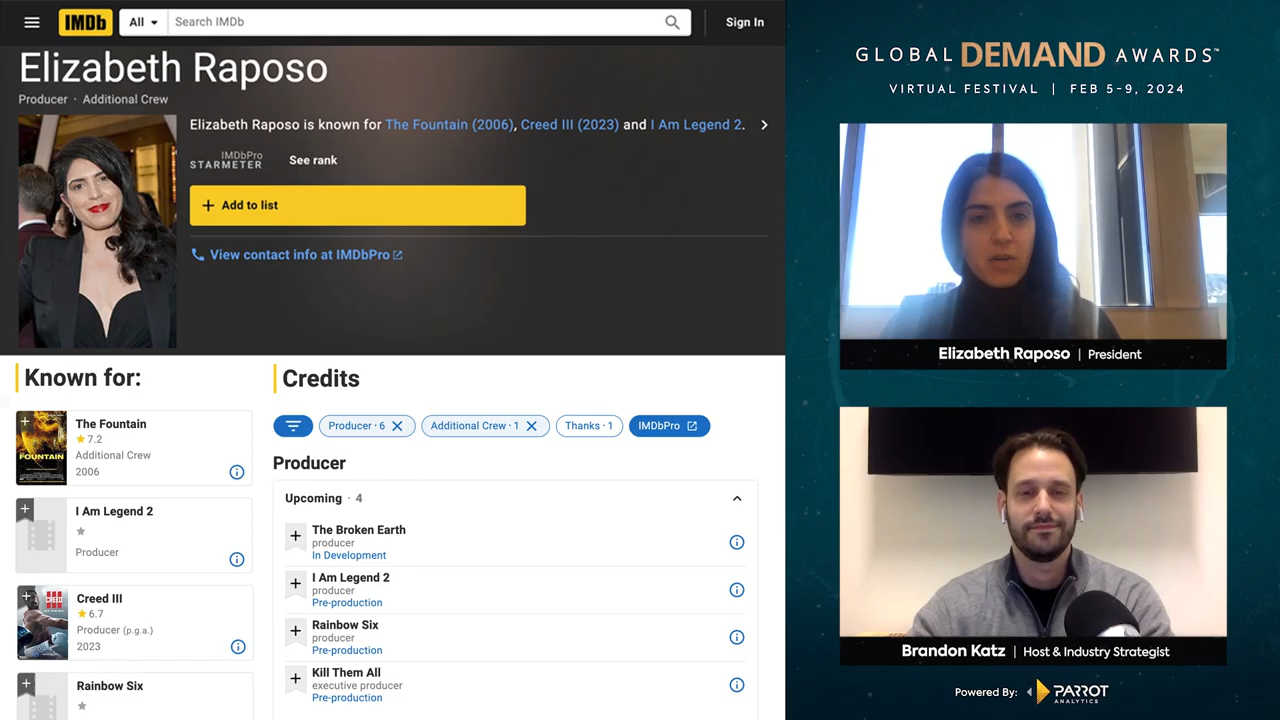 IMDb All Search IMDb Sign In
Elizabeth Raposo
Producer · Additional Crew
Elizabeth Raposo is known for The Fountain (2006), Creed III (2023) and I Am Legend 2.
IMDbPro
STARMETER
See rank
+ Add to list
View contact info at IMDbPro
Known for:
FOUNTAIN
The Fountain
7.2
Additional Crew
2006
I Am Legend 2
Producer
Creed III
6.7
Producer (p.g.a.)
2023
Rainbow Six
Credits
Producer · 6
Additional Crew · 1
Thanks · 1
IMDbPro
Producer
Upcoming · 4
The Broken Earth
producer
In Development
I Am Legend 2
producer
Pre-production
Rainbow Six
producer
Pre-production
Kill Them All
executive producer
Pre-production
GLOBAL DEMAND AWARDS™
VIRTUAL FESTIVAL | FEB 5-9, 2024
Elizabeth Raposo | President
Brandon Katz | Host & Industry Strategist
Powered By: PARROT
ANALYTICS